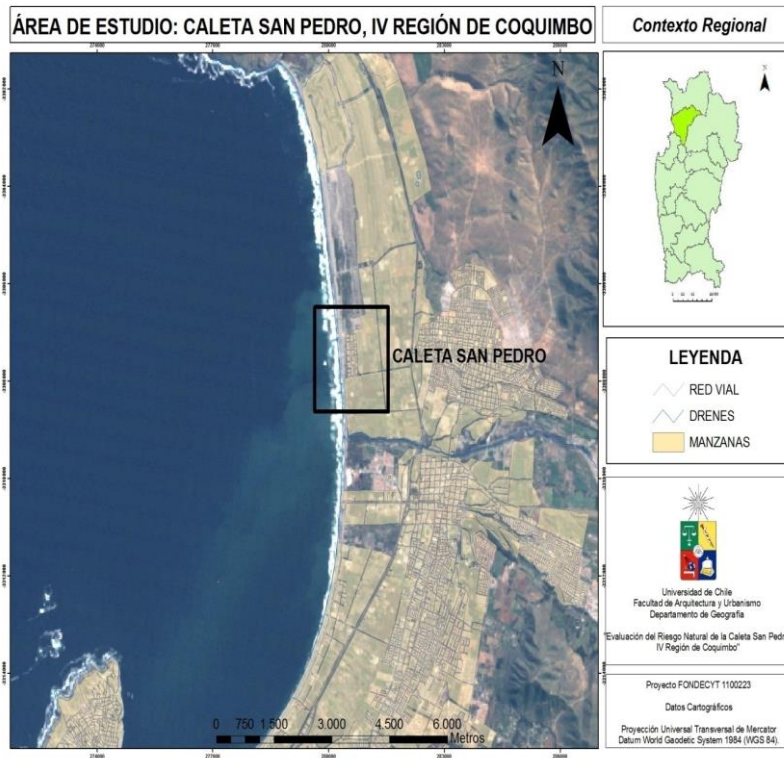 ÁREA DE ESTUDIO: CALETA SAN PEDRO, IV REGIÓN DE COQUIMBO
Contexto Regional
N
N
CALETA SAN PEDRO
LEYENDA
RED VIAL
DRENES
MANZANAS
Universidad de Chile
Facultad de Arquitectura y Urbanismo
Departamento de Geografía
"Evaluación del Riesgo Natural de la Caleta San Pedr
IV Región de Coquimbo"
Proyecto FONDECYT 1100223
Datos Cartográficos
Proyección Universal Transversal de Mercator
Datum World Gaodetic System 1984 (WGS 84).
0 750 1.500 3.000 4.500 6.000
Metros